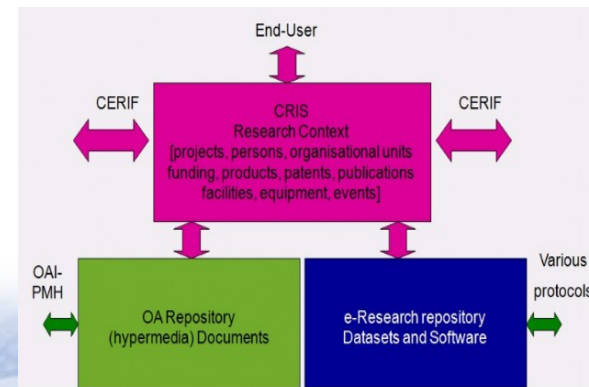 End-User
CERIF
CRIS
Research Context
[projects, persons, organisational units
funding, products, patents, publications
facilities, equipment, events]
CERIF
OAI-
PMH
OA Repository
(hypermedia) Documents
e-Research repository
Datasets and Software
Various
protocols